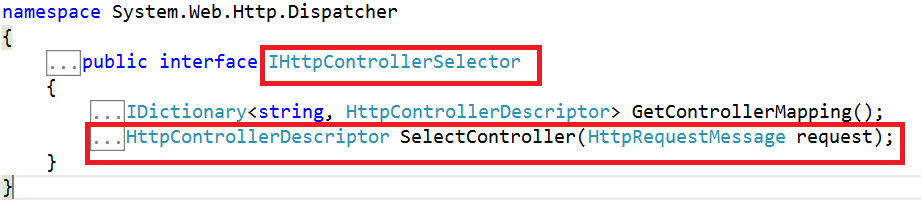 namespace System.Web.Http.Dispatcher
{
...public interface IHttpControllerSelector
{
...IDictionary<string, HttpControllerDescriptor> GetControllerMapping();
...HttpControllerDescriptor SelectController(HttpRequestMessage request);
}
}